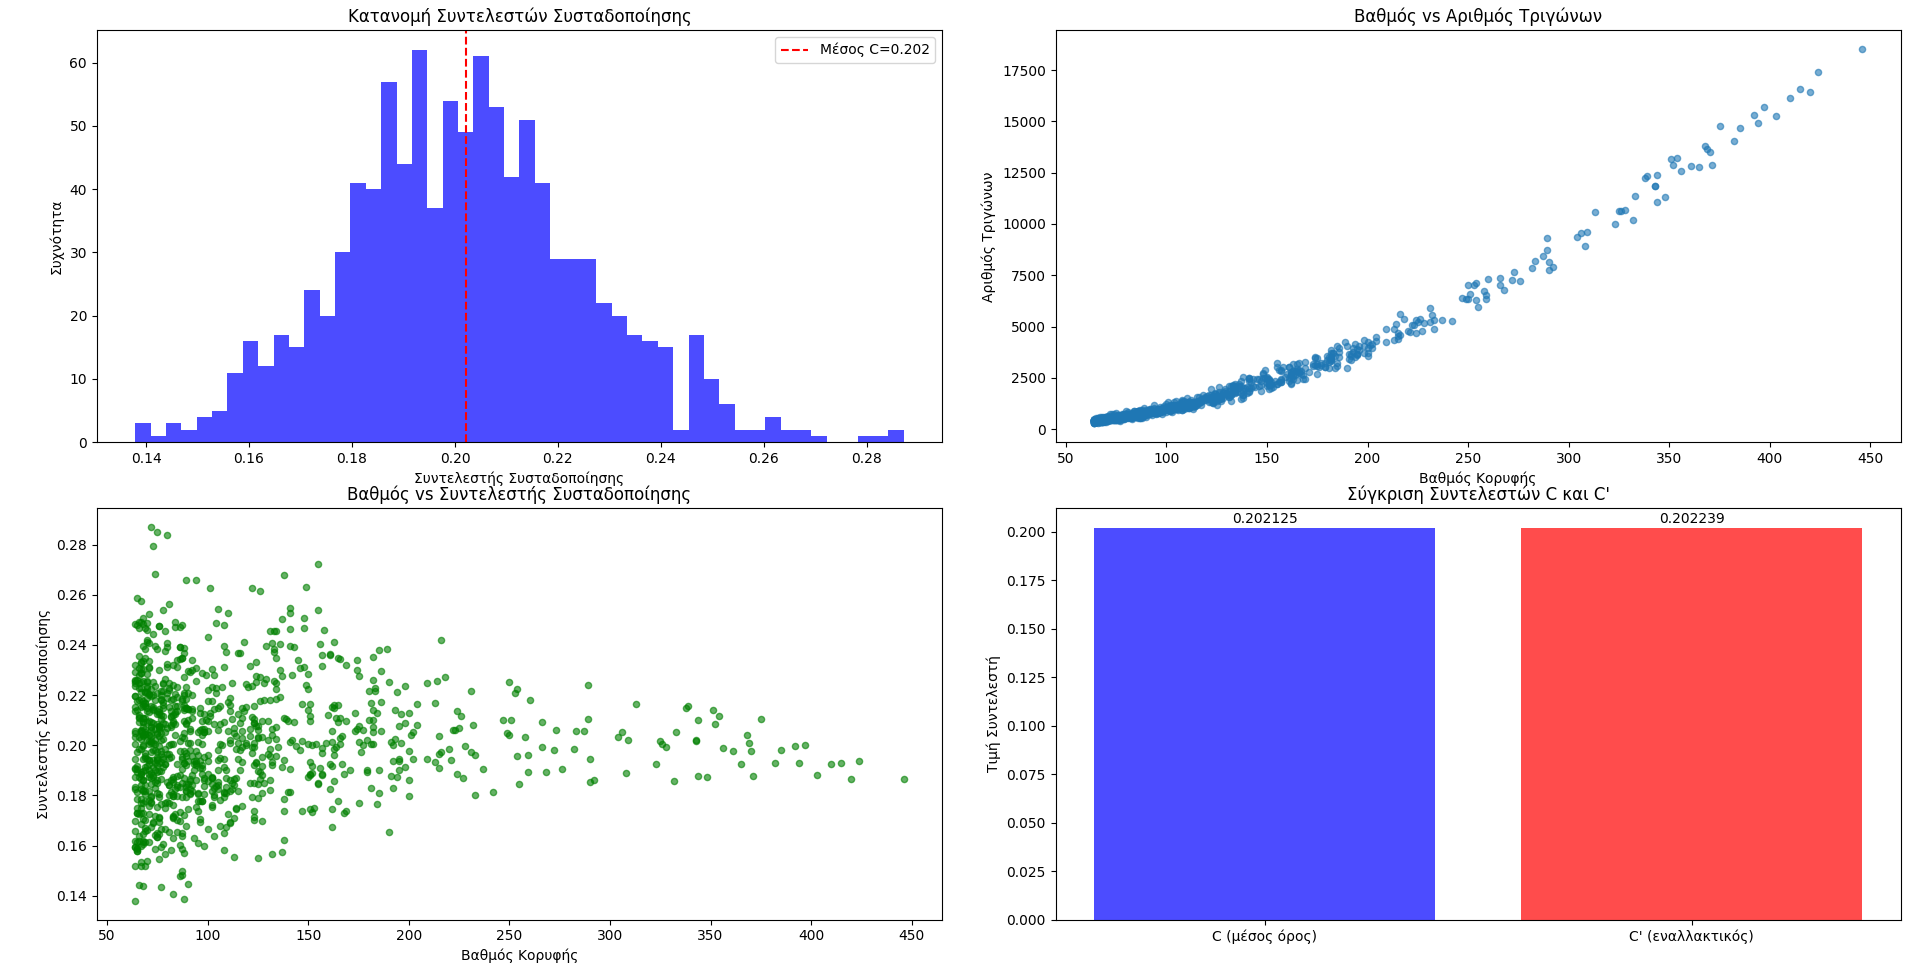 Κατανομή Συντελεστών Συσταδοποίησης
Μέσος C=0.202
60
50
40
30
20
10
0
Συχνότητα
0.14 0.16 0.18 0.20 0.22 0.24 0.26 0.28
Συντελεστής Συσταδοποίησης
Βαθμός vs Αριθμός Τριγώνων
17500
15000
12500
10000
7500
5000
2500
0
Αριθμός Τριγώνων
50 100 150 200 250 300 350 400 450
Βαθμός Κορυφής
Βαθμός vs Συντελεστής Συσταδοποίησης
0.28
0.26
0.24
0.22
0.20
0.18
0.16
0.14
Συντελεστής Συσταδοποίησης
50 100 150 200 250 300 350 400 450
Βαθμός Κορυφής
Σύγκριση Συντελεστών C και C'
0.202125 0.202239
0.200
0.175
0.150
0.125
0.100
0.075
0.050
0.025
0.000
Τιμή Συντελεστή
C (μέσος όρος) C' (εναλλακτικός)